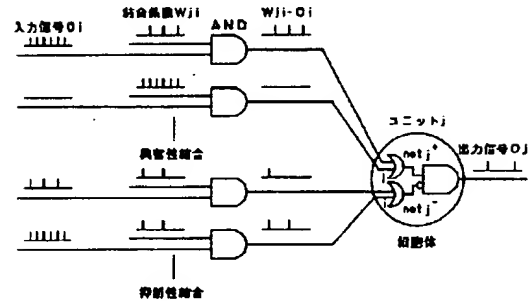 入力信号Oi
結合係数Wji
AND
Wji・Oi
興奮性結合
ユニットj
出力信号Oj
netj⁺
netj⁻
細胞体
抑制性結合